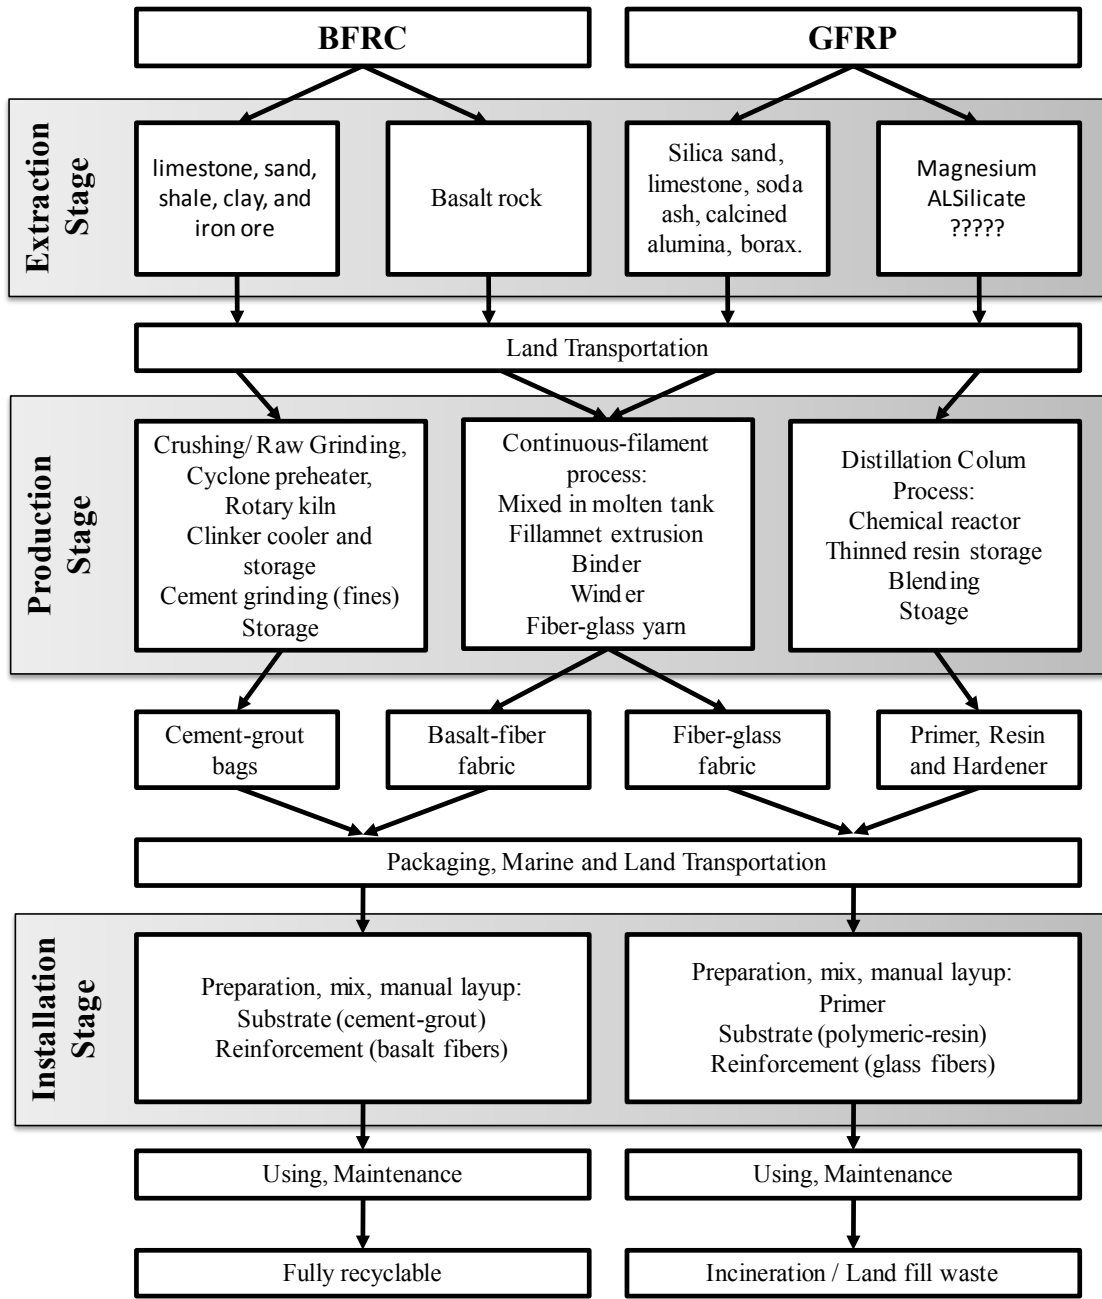 BFRC
GFRP
Extraction
Stage
limestone, sand,
shale, clay, and
iron ore
Basalt rock
Silica sand,
limestone, soda
ash, calcined
alumina, borax.
Magnesium
ALSilicate
?????
Land Transportation
Production
Stage
Crushing/ Raw Grinding,
Cyclone preheater,
Rotary kiln
Clinker cooler and
storage
Cement grinding (fines)
Storage
Continuous-filament
process:
Mixed in molten tank
Fillamnet extrusion
Binder
Winder
Fiber-glass yarn
Distillation Colum
Process:
Chemical reactor
Thinned resin storage
Blending
Stoage
Cement-grout
bags
Basalt-fiber
fabric
Fiber-glass
fabric
Primer, Resin
and Hardener
Packaging, Marine and Land Transportation
Installation
Stage
Preparation, mix, manual layup:
Substrate (cement-grout)
Reinforcement (basalt fibers)
Preparation, mix, manual layup:
Primer
Substrate (polymeric-resin)
Reinforcement (glass fibers)
Using, Maintenance
Using, Maintenance
Fully recyclable
Incineration / Land fill waste